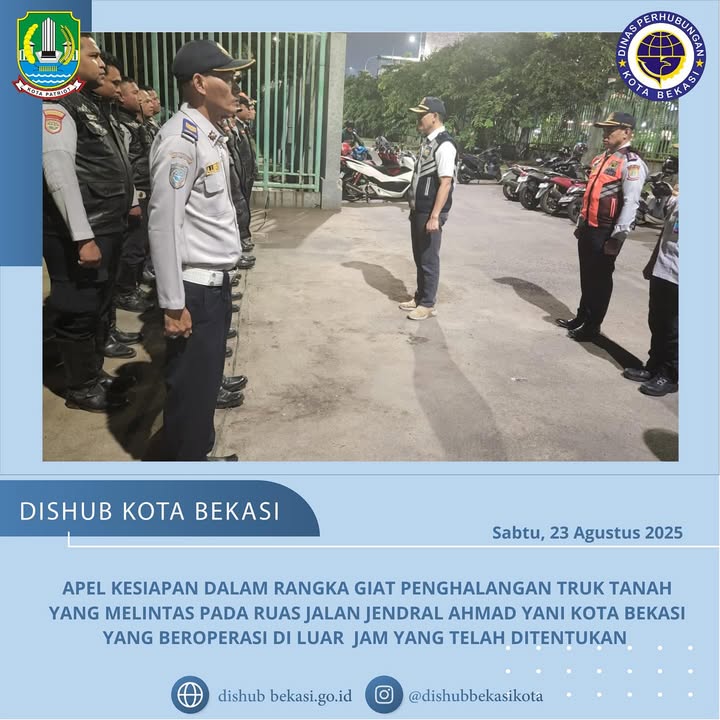 KOTA PATRIOT
DINAS PERHUBUNGAN
KOTA BEKASI
DISHUB KOTA BEKASI
Sabtu, 23 Agustus 2025
APEL KESIAPAN DALAM RANGKA GIAT PENGHALANGAN TRUK TANAH
YANG MELINTAS PADA RUAS JALAN JENDRAL AHMAD YANI KOTA BEKASI
YANG BEROPERASI DI LUAR JAM YANG TELAH DITENTUKAN
dishub bekasi.go.id
@dishubbekasikota